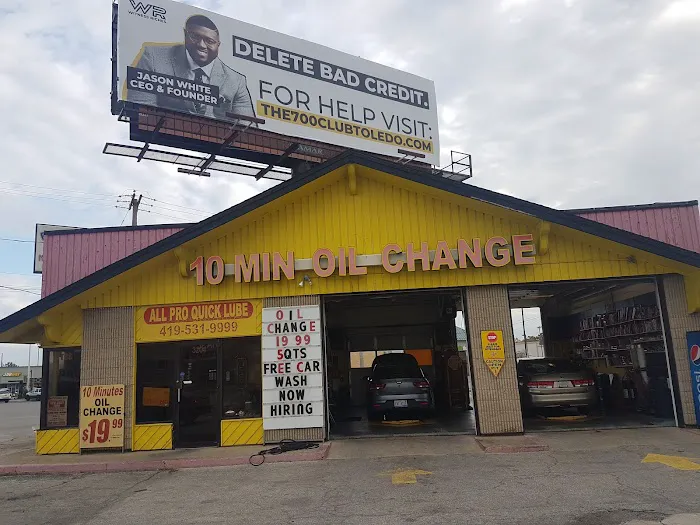 WR
DELETE BAD CREDIT.
JASON WHITE
CEO & FOUNDER
FOR HELP VISIT:
THE700CLUBTOLEDO.COM
10 MIN OIL CHANGE
ALL PRO QUICK LUBE
419-531-9999
OIL
CHANGE
19 99
5QTS
FREE CAR
WASH
NOW
HIRING
10 Minutes
OIL
CHANGE
$19.99
STOP
pepsi